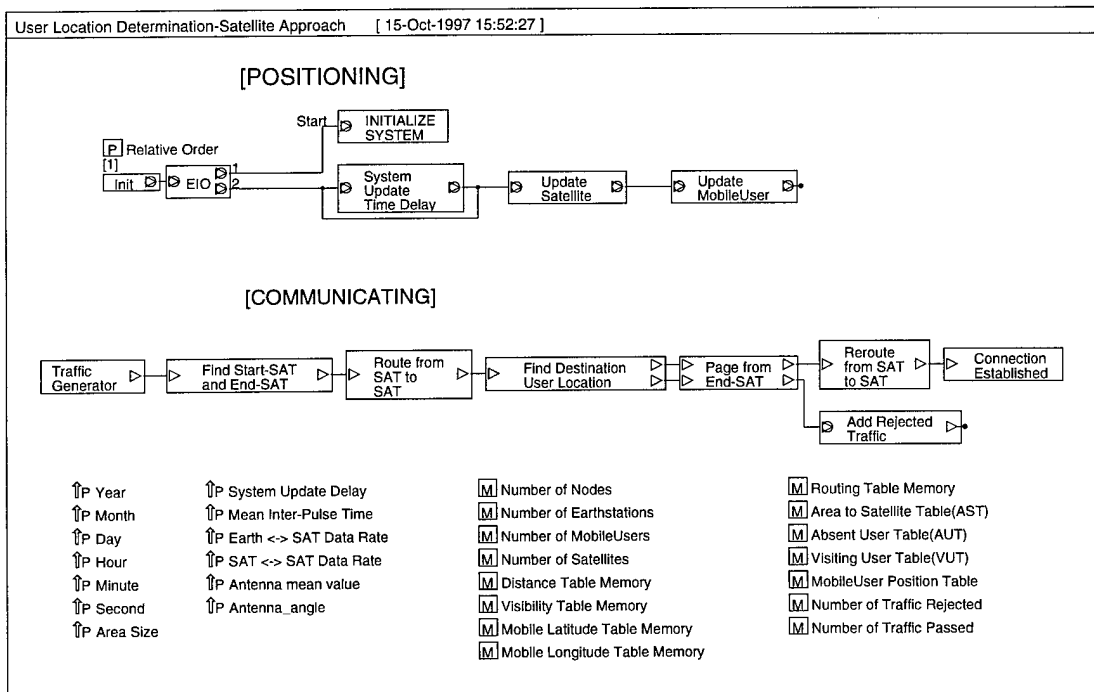 User Location Determination-Satellite Approach [ 15-Oct-1997 15:52:27 ]
[POSITIONING]
Start
INITIALIZE
SYSTEM
P Relative Order
[1]
Init
EIO
1
2
System
Update
Time Delay
Update
Satellite
Update
MobileUser
[COMMUNICATING]
Traffic
Generator
Find Start-SAT
and End-SAT
Route from
SAT to
SAT
Find Destination
User Location
Page from
End-SAT
Reroute
from SAT
to SAT
Connection
Established
Add Rejected
Traffic
⇑P Year
⇑P Month
⇑P Day
⇑P Hour
⇑P Minute
⇑P Second
⇑P Area Size
⇑P System Update Delay
⇑P Mean Inter-Pulse Time
⇑P Earth <-> SAT Data Rate
⇑P SAT <-> SAT Data Rate
⇑P Antenna mean value
⇑P Antenna_angle
M Number of Nodes
M Number of Earthstations
M Number of MobileUsers
M Number of Satellites
M Distance Table Memory
M Visibility Table Memory
M Mobile Latitude Table Memory
M Mobile Longitude Table Memory
M Routing Table Memory
M Area to Satellite Table(AST)
M Absent User Table(AUT)
M Visiting User Table(VUT)
M MobileUser Position Table
M Number of Traffic Rejected
M Number of Traffic Passed